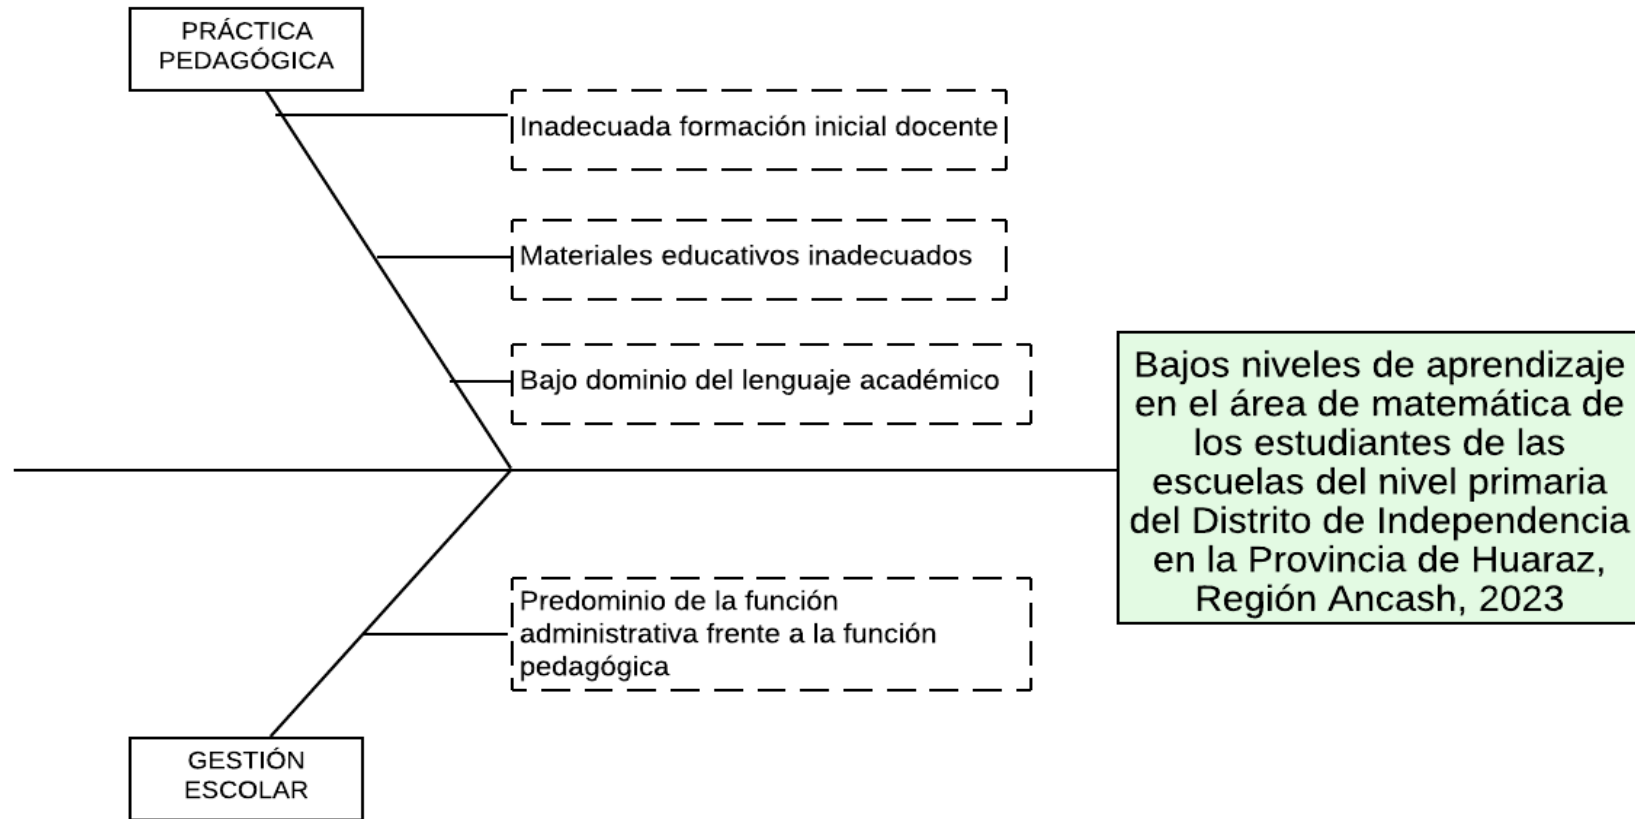 PRÁCTICA
PEDAGÓGICA
Inadecuada formación inicial docente
Materiales educativos inadecuados
Bajo dominio del lenguaje académico
Bajos niveles de aprendizaje
en el área de matemática de
los estudiantes de las
escuelas del nivel primaria
del Distrito de Independencia
en la Provincia de Huaraz,
Región Ancash, 2023
Predominio de la función
administrativa frente a la función
pedagógica
GESTIÓN
ESCOLAR